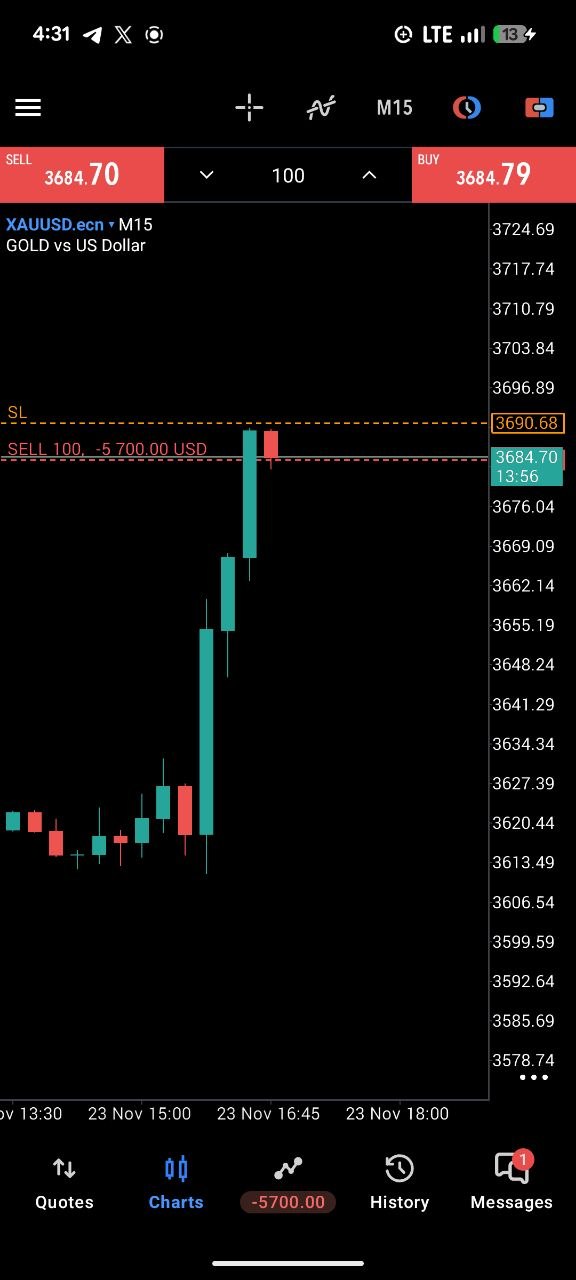 4:31 LTE 13
M15
SELL 3684.70 100 BUY 3684.79
XAUUSD.ecn M15
GOLD vs US Dollar
3724.69
3717.74
3710.79
3703.84
3696.89
SL
3690.68
SELL 100, -5 700.00 USD
3684.70
13:56
3676.04
3669.09
3662.14
3655.19
3648.24
3641.29
3634.34
3627.39
3620.44
3613.49
3606.54
3599.59
3592.64
3585.69
3578.74
ov 13:30 23 Nov 15:00 23 Nov 16:45 23 Nov 18:00
1
Quotes Charts -5700.00 History Messages